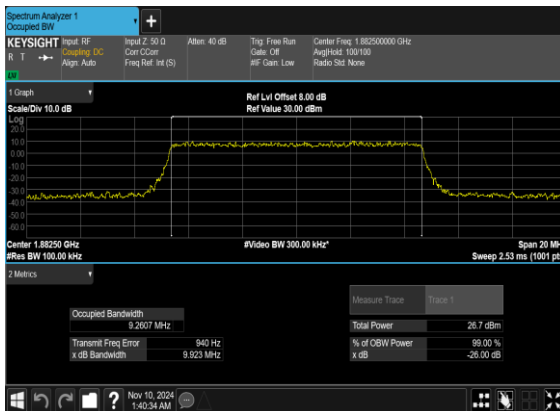 Spectrum Analyzer 1
Occupied BW
KEYSIGHT
R T
LXI
Input: RF
Coupling: DC
Align: Auto
Input Z: 50 Ω
Corr CCorr
Freq Ref: Int (S)
Atten: 40 dB
Trig: Free Run
Gate: Off
#IF Gain: Low
Center Freq: 1.882500000 GHz
Avg|Hold: 100/100
Radio Std: None
1 Graph
Scale/Div 10.0 dB
Ref Lvl Offset 8.00 dB
Ref Value 30.00 dBm
Log
20.0
10.0
0.00
-10.0
-20.0
-30.0
-40.0
-50.0
-60.0
Center 1.88250 GHz
#Res BW 100.00 kHz
#Video BW 300.00 kHz*
Span 20 MH
Sweep 2.53 ms (1001 pts
2 Metrics
Measure Trace Trace 1
Occupied Bandwidth
9.2607 MHz
Total Power 26.7 dBm
Transmit Freq Error 940 Hz
% of OBW Power 99.00 %
x dB Bandwidth 9.923 MHz
x dB -26.00 dB
?
Nov 10, 2024
1:40:34 AM